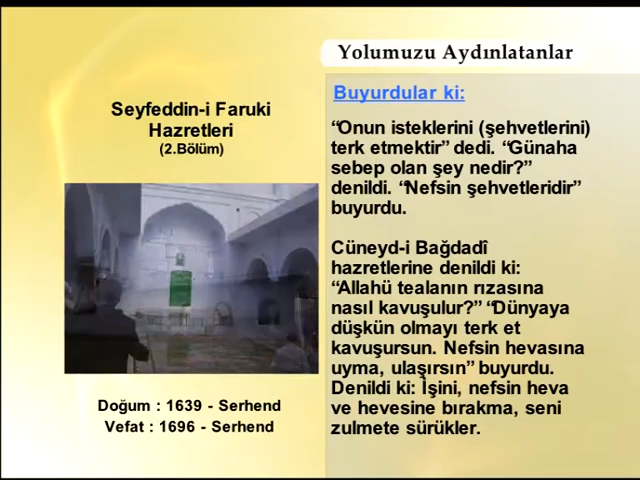 Yolumuzu Aydınlatanlar
Seyfeddin-i Faruki
Hazretleri
(2.Bölüm)
Doğum : 1639 - Serhend
Vefat : 1696 - Serhend
Buyurdular ki:
“Onun isteklerini (şehvetlerini)
terk etmektir” dedi. “Günaha
sebep olan şey nedir?”
denildi. “Nefsin şehvetleridir”
buyurdu.
Cüneyd-i Bağdadî
hazretlerine denildi ki:
“Allahü tealanın rızasına
nasıl kavuşulur?” “Dünyaya
düşkün olmayı terk et
kavuşursun. Nefsin hevasına
uyma, ulaşırsın” buyurdu.
Denildi ki: İşini, nefsin heva
ve hevesine bırakma, seni
zulmete sürükler.